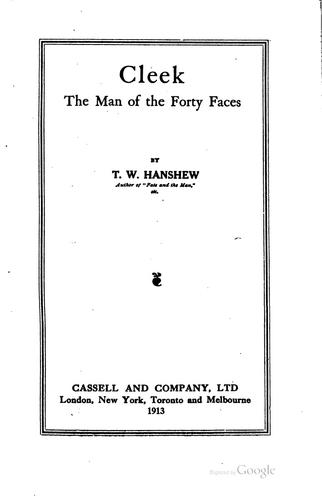 Cleek
The Man of the Forty Faces
BY
T. W. HANSHEW
Author of "Fate and the Man,"
etc.
CASSELL AND COMPANY, LTD
London, New York, Toronto and Melbourne
1913
Digitized by Google